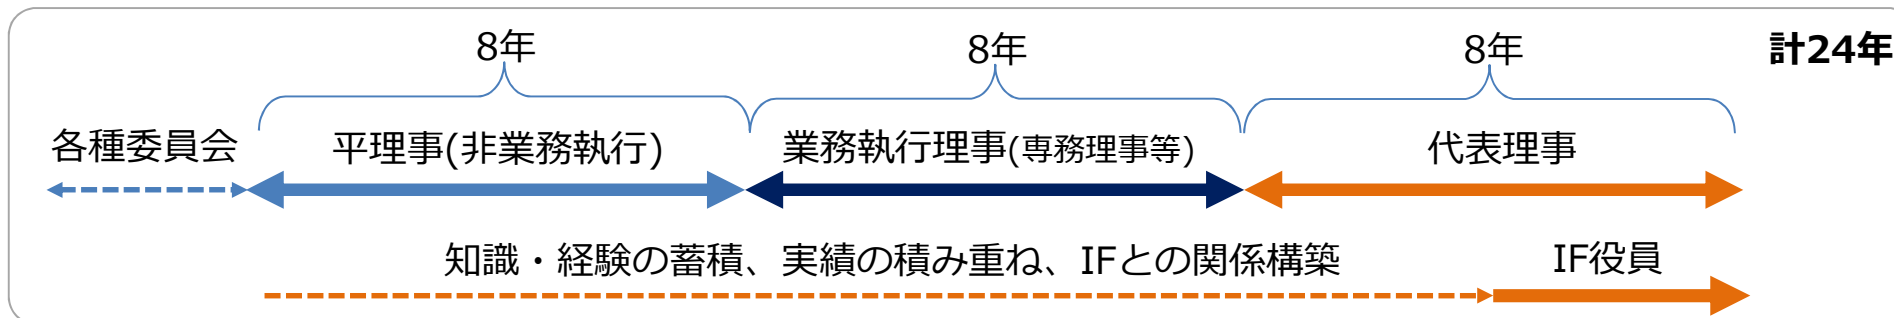 8年
8年
8年
計24年
各種委員会
平理事(非業務執行)
業務執行理事(専務理事等)
代表理事
知識・経験の蓄積、実績の積み重ね、IFとの関係構築
IF役員